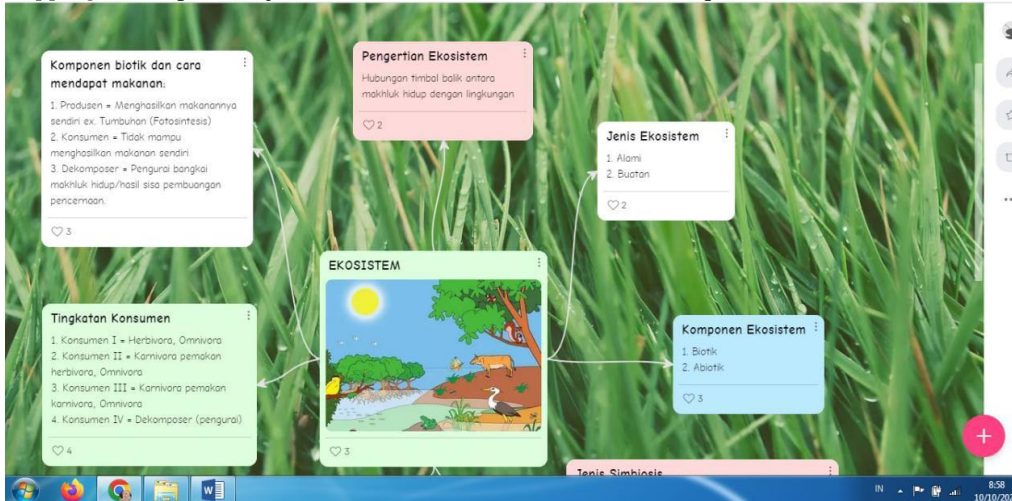 Komponen biotik dan cara
mendapat makanan:
1. Produsen = Menghasilkan makanannya
sendiri ex. Tumbuhan (Fotosintesis)
2. Konsumen = Tidak mampu
menghasilkan makanan sendiri
3. Dekomposer = Pengurai bangkai
makhluk hidup/hasil sisa pembuangan
pencernaan.
3
Pengertian Ekosistem
Hubungan timbal balik antara
makhluk hidup dengan lingkungan
2
Jenis Ekosistem
1. Alami
2. Buatan
2
EKOSISTEM
3
Tingkatan Konsumen
1. Konsumen I = Herbivora, Omnivora
2. Konsumen II = Karnivora pemakan
herbivora, Omnivora
3. Konsumen III = Karnivora pemakan
karnivora, Omnivora
4. Konsumen IV = Dekomposer (pengurai)
4
Komponen Ekosistem
1. Biotik
2. Abiotik
3
Jenis Simbiosis
IN
8:58